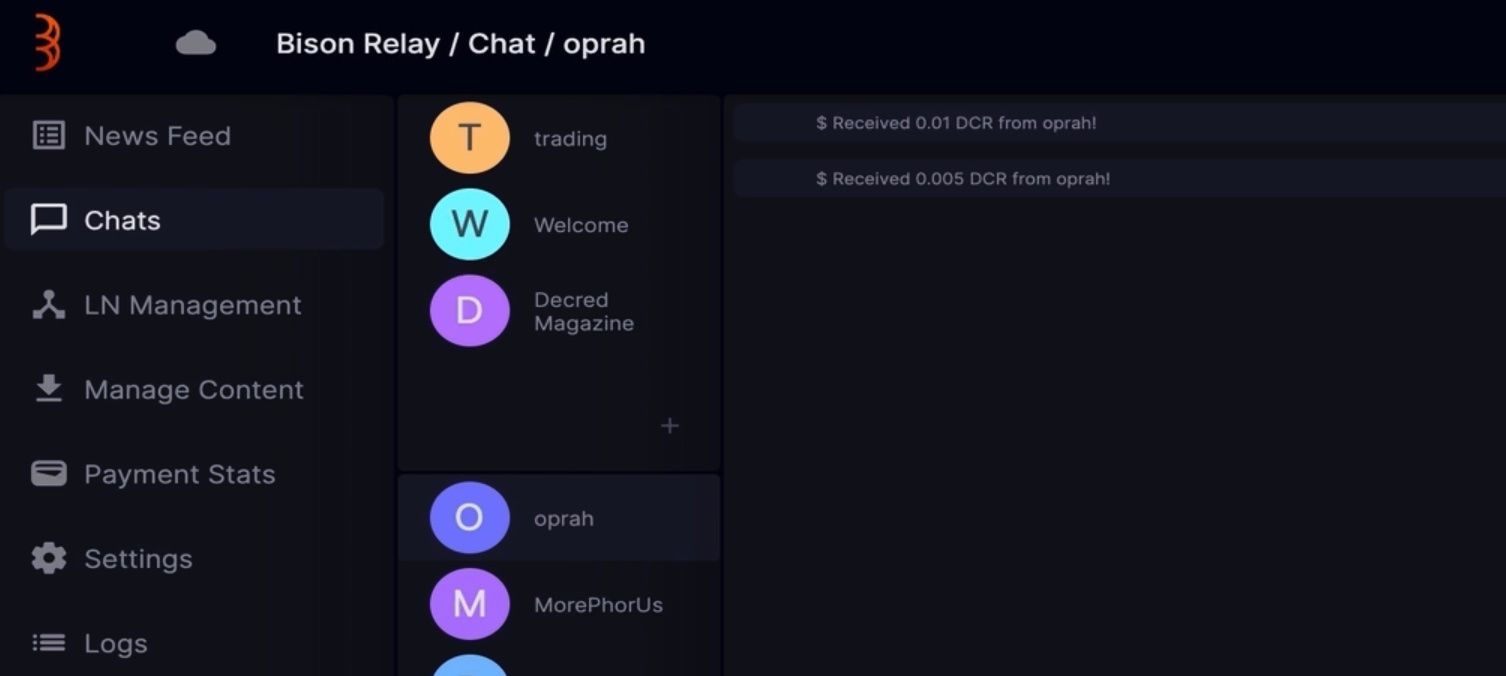 Bison Relay / Chat / oprah
News Feed
Chats
LN Management
Manage Content
Payment Stats
Settings
Logs
T
trading
W
Welcome
D
Decred
Magazine
+
O
oprah
M
MorePhorUs
$ Received 0.01 DCR from oprah!
$ Received 0.005 DCR from oprah!